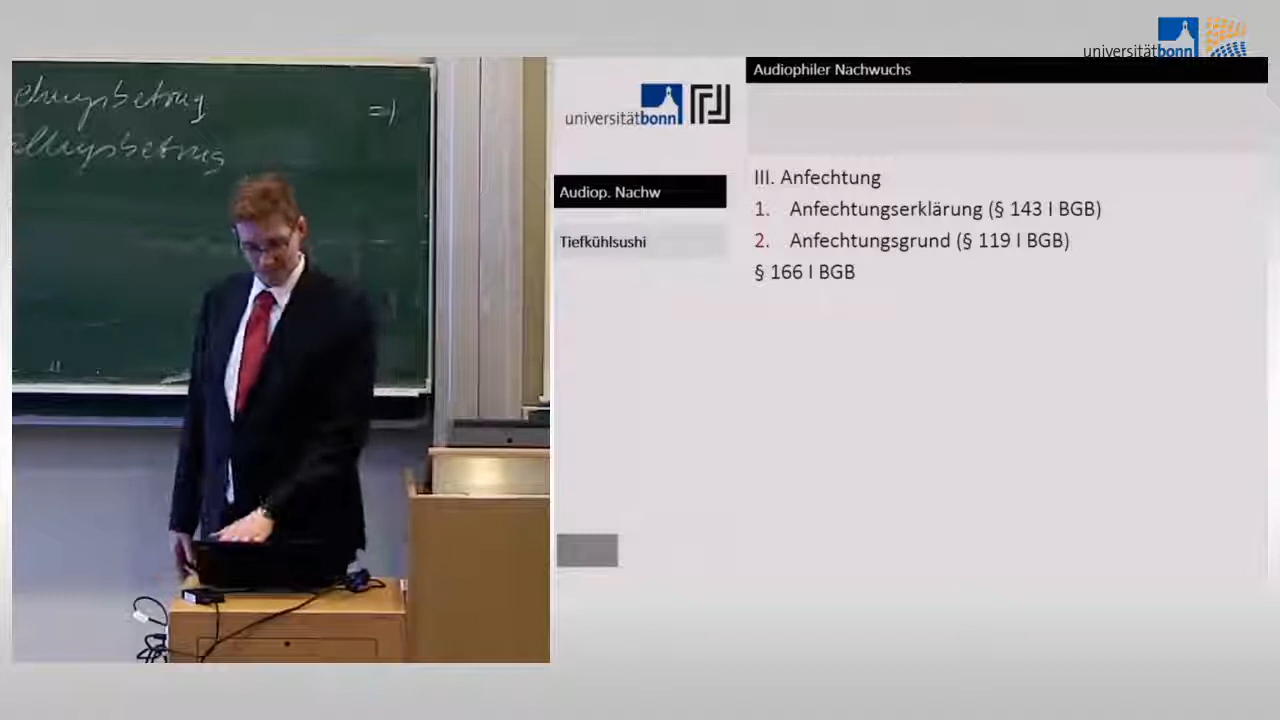 universitätbonn
=)
universitätbonn
Audiop. Nachw
Tiefkühlsushi
Audiophiler Nachwuchs
III. Anfechtung
1. Anfechtungserklärung (§ 143 I BGB)
2. Anfechtungsgrund (§ 119 I BGB)
§ 166 I BGB